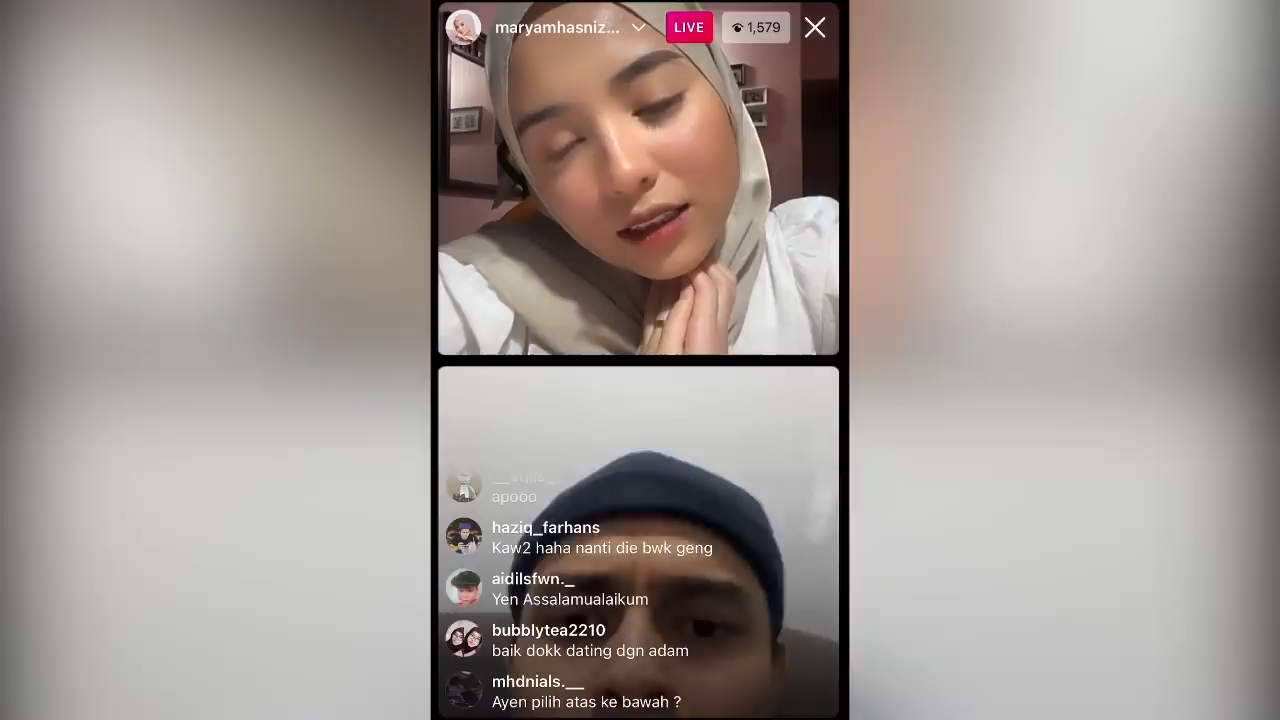 maryamhasniz...
LIVE
1,579
apooo
haziq_farhans
Kaw2 haha nanti die bwk geng
aidilsfwn._
Yen Assalamualaikum
bubblytea2210
baik dokk dating dgn adam
mhdnials.__
Ayen pilih atas ke bawah ?